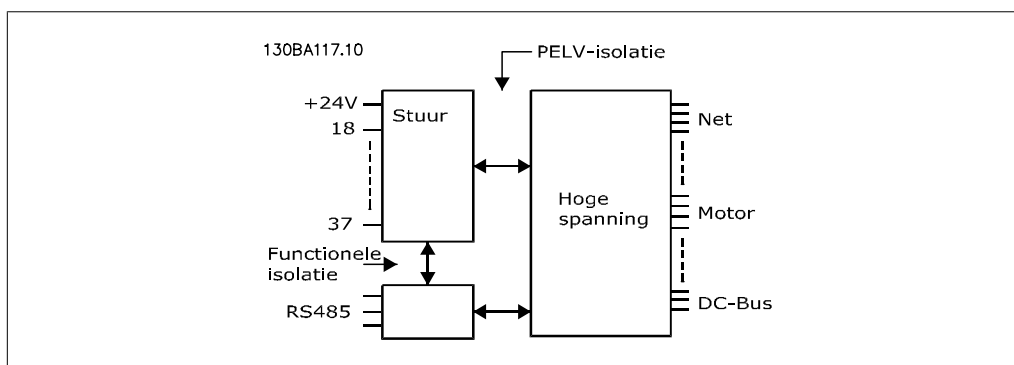 130BA117.10
PELV-isolatie
+24V
Stuur
18
Net
Hoge
spanning
37
Motor
Functionele
isolatie
RS485
DC-Bus